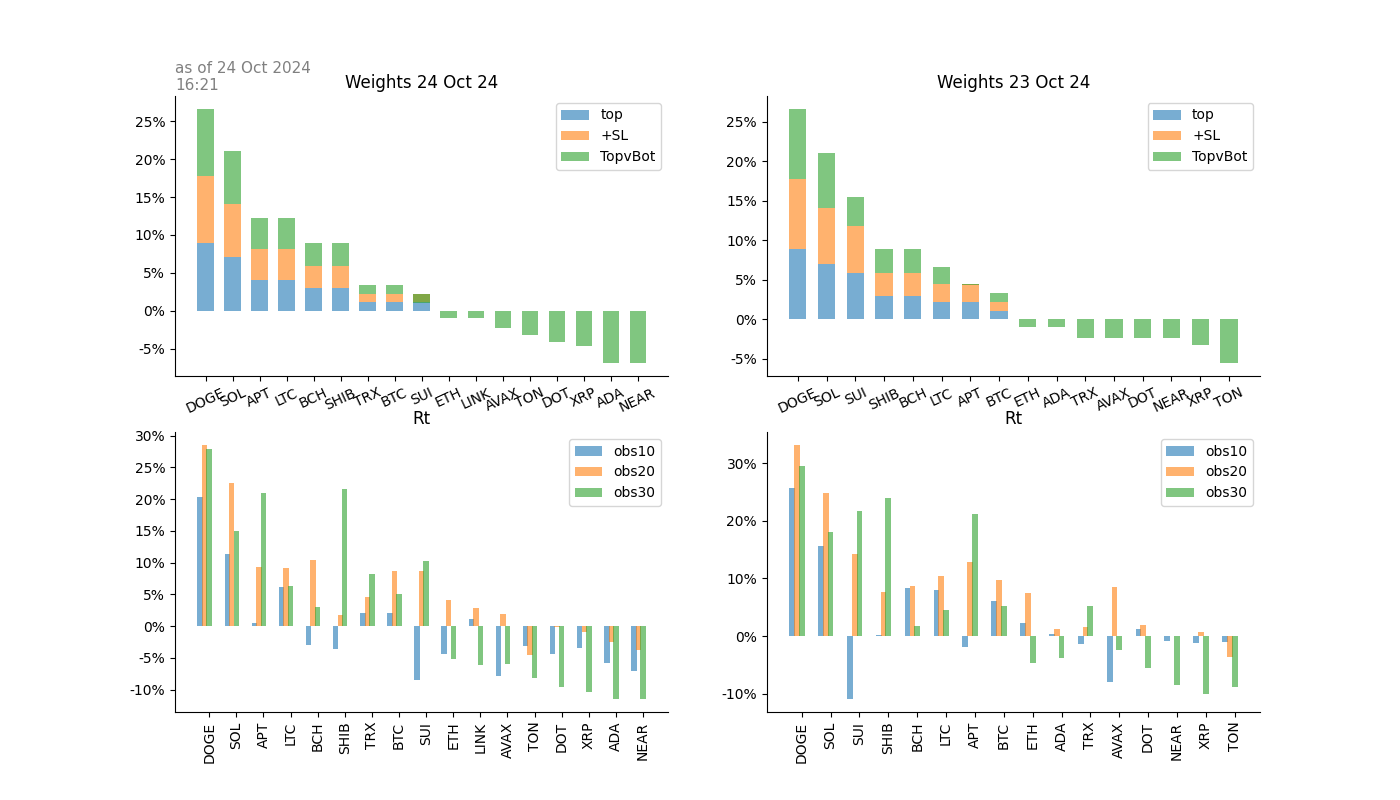 as of 24 Oct 2024
16:21
Weights 24 Oct 24
25%
20%
15%
10%
5%
0%
-5%
top
+SL
TopvBot
DOGE SOL APT LTC BCH SHIB TRX BTC SUI ETH LINK AVAX TON DOT XRP ADA NEAR
Weights 23 Oct 24
25%
20%
15%
10%
5%
0%
-5%
top
+SL
TopvBot
DOGE SOL SUI SHIB BCH LTC APT BTC ETH ADA TRX AVAX DOT NEAR XRP TON
Rt
30%
25%
20%
15%
10%
5%
0%
-5%
-10%
obs10
obs20
obs30
DOGE SOL APT LTC BCH SHIB TRX BTC SUI ETH LINK AVAX TON DOT XRP ADA NEAR
Rt
30%
20%
10%
0%
-10%
obs10
obs20
obs30
DOGE SOL SUI SHIB BCH LTC APT BTC ETH ADA TRX AVAX DOT NEAR XRP TON